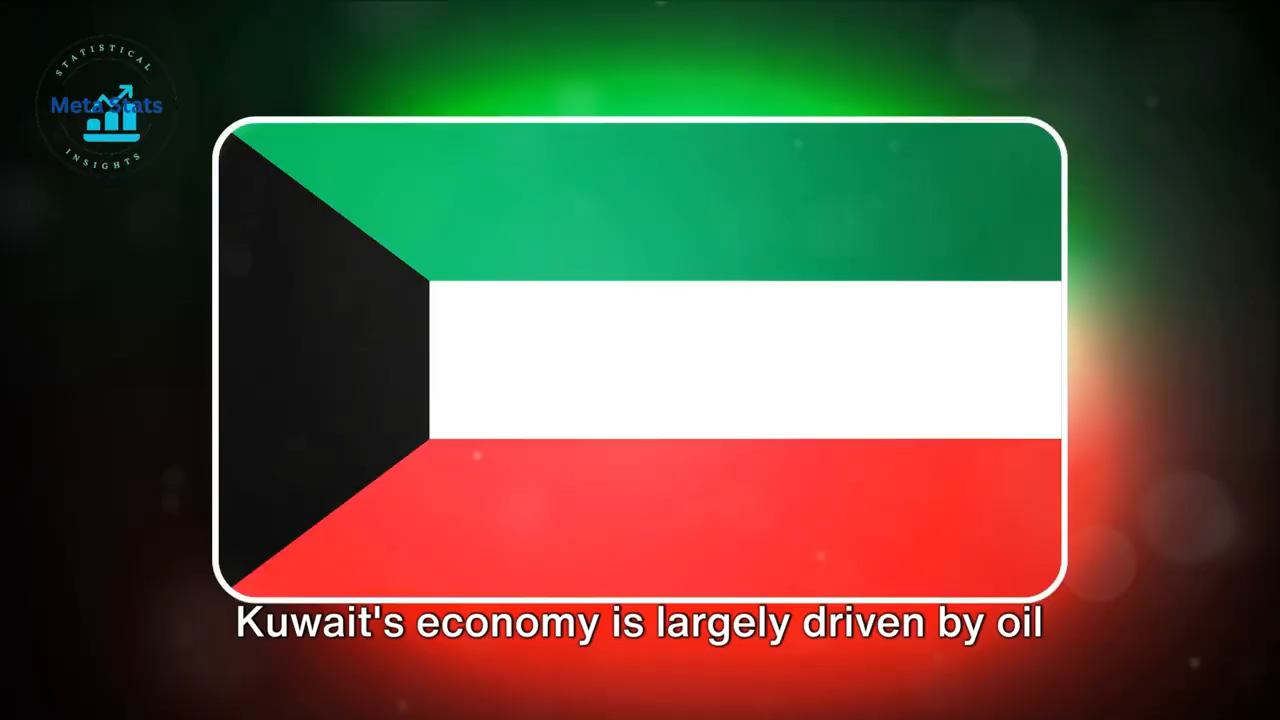 STATISTICAL
Meta Stats
INSIGHTS
Kuwait's economy is largely driven by oil